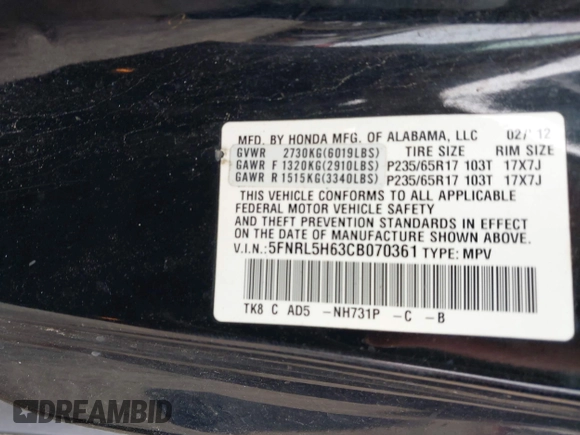 MFD. BY HONDA MFG. OF ALABAMA, LLC 02/12
GVWR 2730KG(6019LBS) TIRE SIZE RIM SIZE
GAWR F 1320KG(2910LBS) P235/65R17 103T 17X7J
GAWR R 1515KG(3340LBS) P235/65R17 103T 17X7J
THIS VEHICLE CONFORMS TO ALL APPLICABLE
FEDERAL MOTOR VEHICLE SAFETY
AND THEFT PREVENTION STANDARDS IN EFFECT
ON THE DATE OF MANUFACTURE SHOWN ABOVE.
V.I.N.: 5FNRL5H63CB070361 TYPE: MPV
TK8 C AD5 -NH731P -C -B
DREAMBID